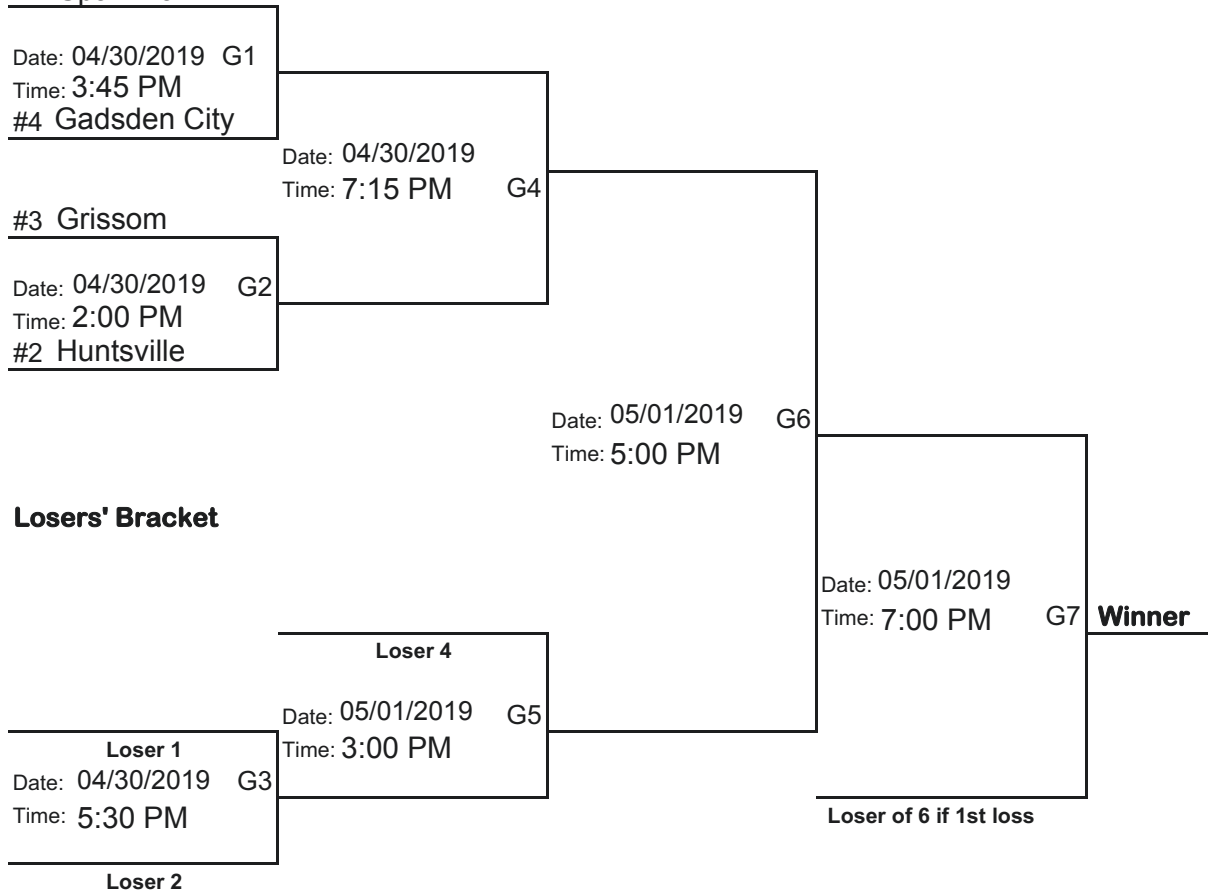 Date: 04/30/2019 G1
Time: 3:45 PM
#4 Gadsden City
Date: 04/30/2019
Time: 7:15 PM G4
#3 Grissom
Date: 04/30/2019 G2
Time: 2:00 PM
#2 Huntsville
Date: 05/01/2019 G6
Time: 5:00 PM
Losers' Bracket
Date: 05/01/2019
Time: 7:00 PM G7 Winner
Loser 4
Date: 05/01/2019 G5
Time: 3:00 PM
Loser 1
Date: 04/30/2019 G3
Time: 5:30 PM
Loser of 6 if 1st loss
Loser 2